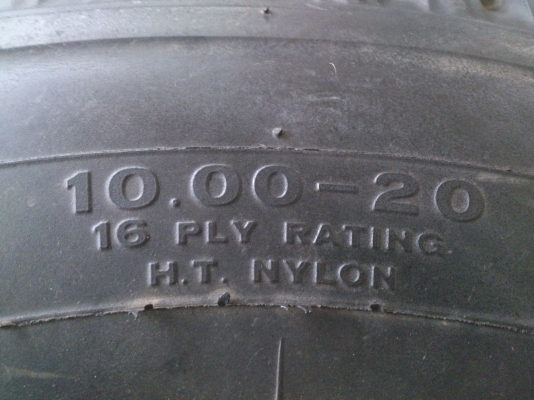 10.00-20
16 PLY RATING
H.T. NYLON